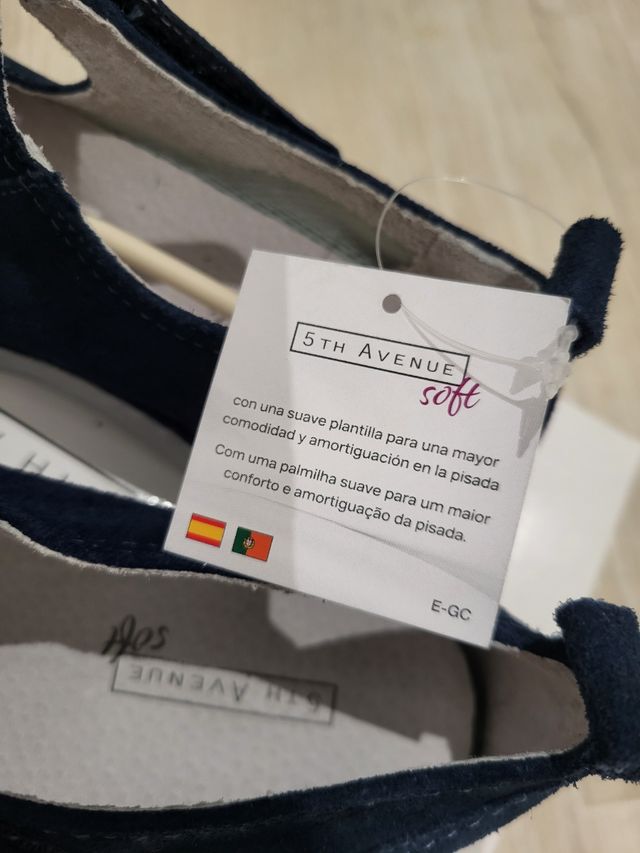 5TH AVENUE
soft
con una suave plantilla para una mayor
comodidad y amortiguación en la pisada
Com uma palmilha suave para um maior
conforto e amortiguação da pisada.
E-GC
soft
5TH AVENUE